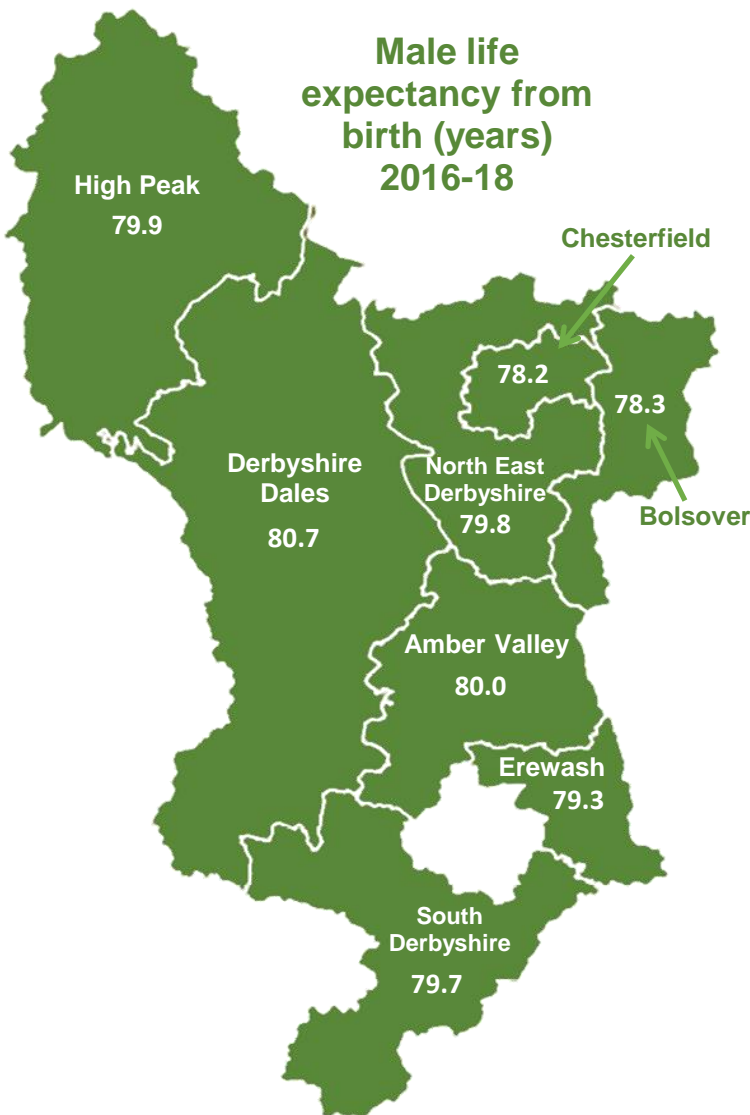 Male life
expectancy from
birth (years)
2016-18
High Peak
79.9
Chesterfield
78.2
78.3
Bolsover
Derbyshire
Dales
80.7
North East
Derbyshire
79.8
Amber Valley
80.0
Erewash
79.3
South
Derbyshire
79.7